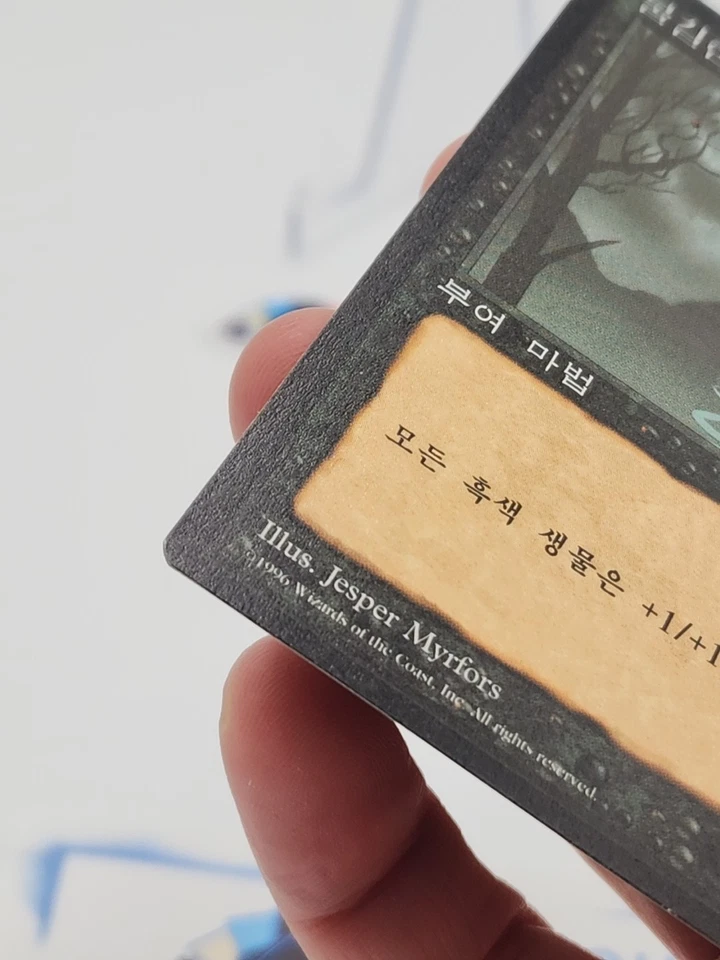 부여 마법
모든 흑색 생물은 +1/+1
Illus. Jesper Myrfors
©1996 Wizards of the Coast, Inc. All rights reserved.